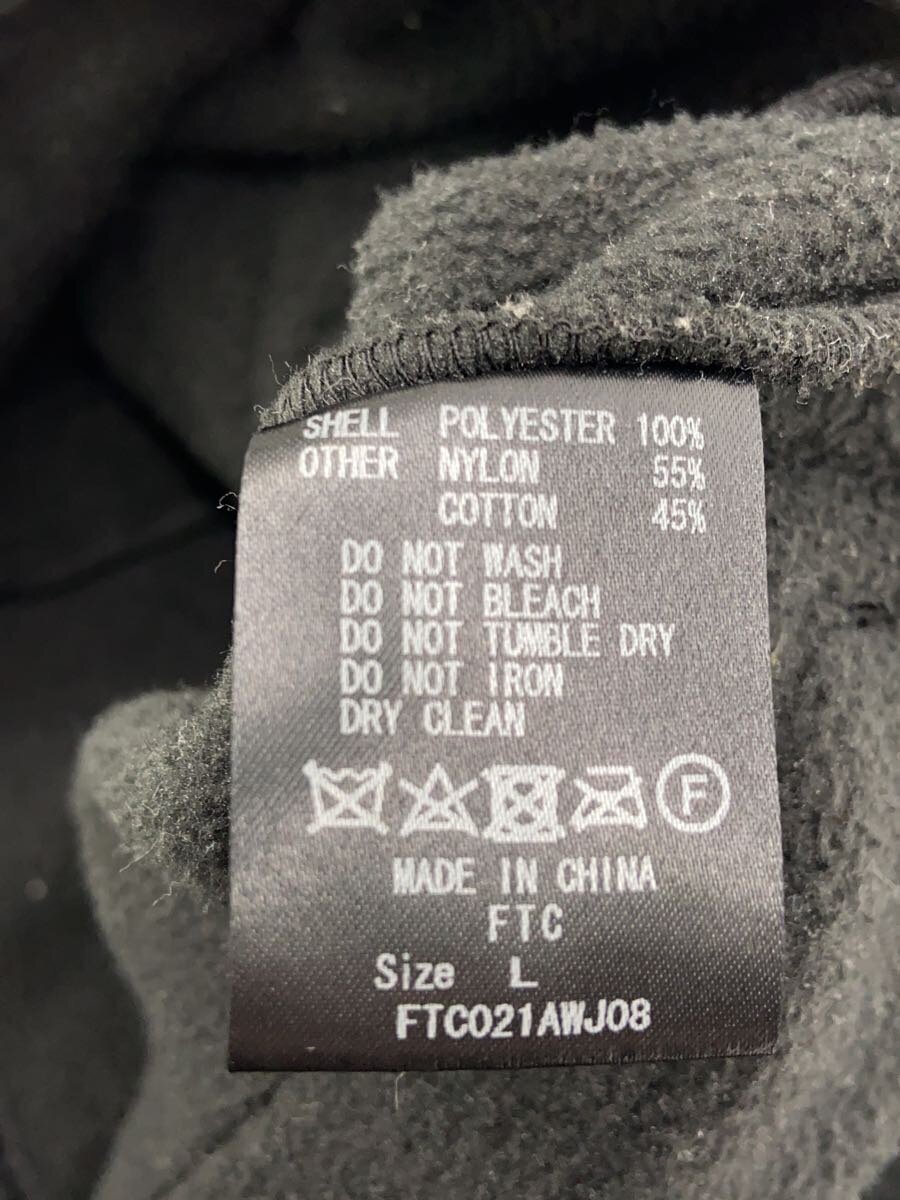 SHELL POLYESTER 100%
OTHER NYLON 55%
COTTON 45%
DO NOT WASH
DO NOT BLEACH
DO NOT TUMBLE DRY
DO NOT IRON
DRY CLEAN
F
MADE IN CHINA
FTC
Size L
FTC021AWJ08